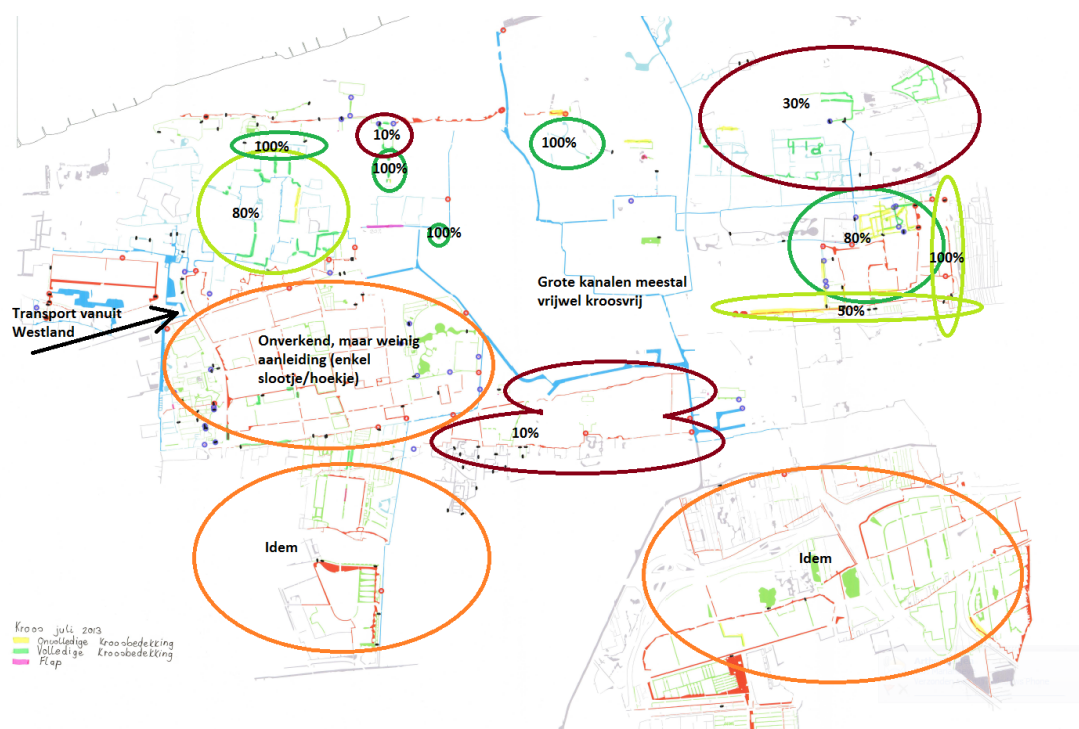 30%
10%
100%
100%
100%
80%
80%
100%
100%
Grote kanalen meestal
vrijwel kroosvrij
50%
Transport vanuit
Westland
Onverkend, maar weinig
aanleiding (enkel
slootje/hoekje)
10%
Idem
Idem
Kroos juli 2013
Onvolledige Kroosbedekking
Volledige Kroosbedekking
Flap